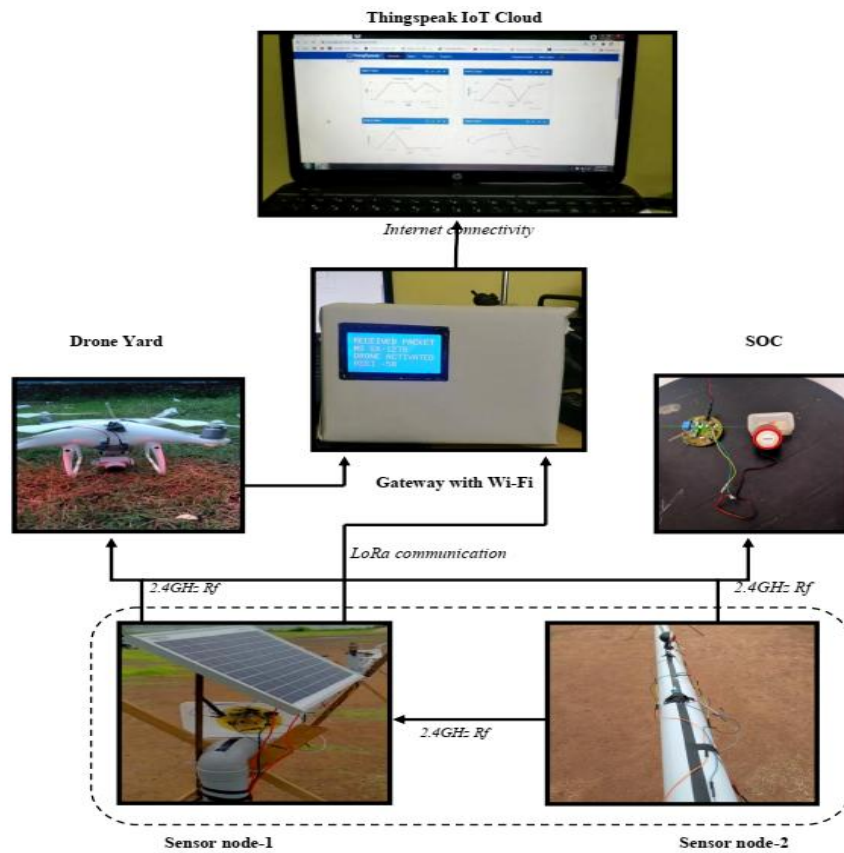 Thingspeak IoT Cloud
Internet connectivity
Drone Yard
SOC
RECEIVED PACKET
DRONE ACTIVATED
Gateway with Wi-Fi
LoRa communication
2.4GHz Rf
2.4GHz Rf
2.4GHz Rf
Sensor node-1
Sensor node-2